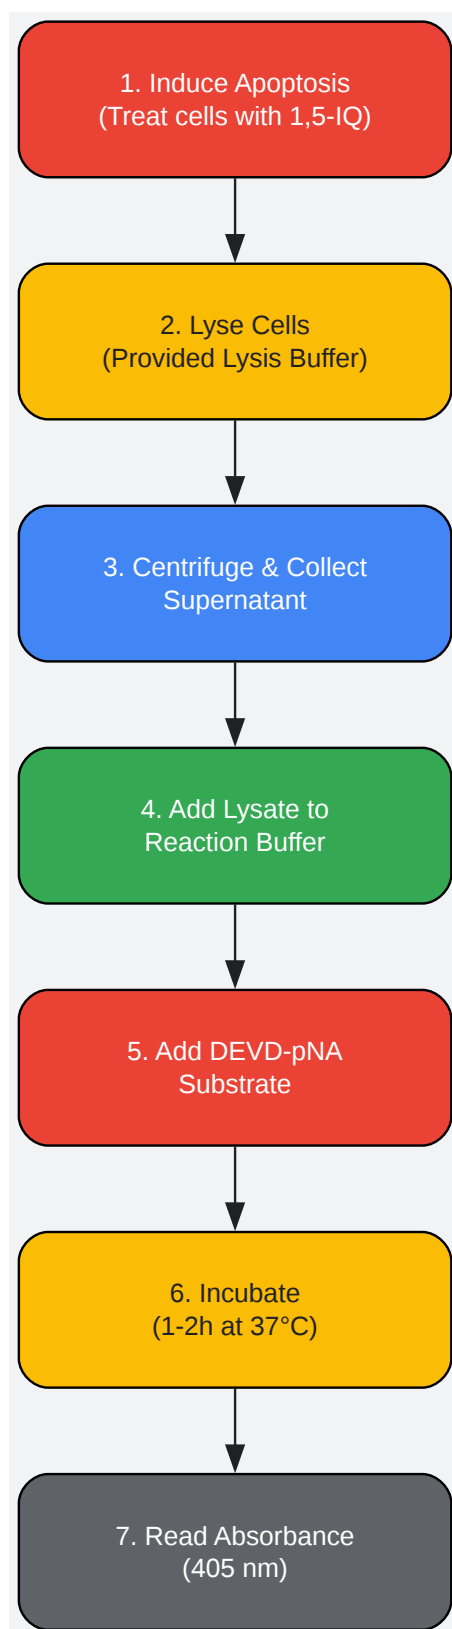 1. Induce Apoptosis
(Treat cells with 1,5-IQ)
2. Lyse Cells
(Provided Lysis Buffer)
3. Centrifuge & Collect
Supernatant
4. Add Lysate to
Reaction Buffer
5. Add DEVD-pNA
Substrate
6. Incubate
(1-2h at 37°C)
7. Read Absorbance
(405 nm)